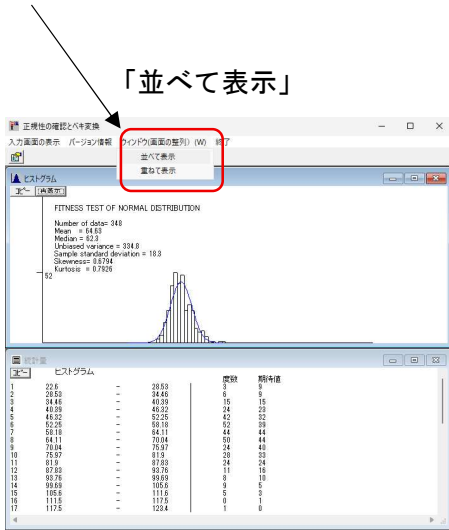 「並べて表示」
正規性の確認とベキ変換
入力画面の表示 バージョン情報 ウィンドウ(画面の整列) (W) 終了
並べて表示
重ねて表示
ヒストグラム
コピー 再表示
FITNESS TEST OF NORMAL DISTRIBUTION
Number of data= 348
Mean = 64.63
Median = 62.3
Unbiased variance = 334.8
Sample standard deviation = 18.3
Skewness= 0.6794
Kurtosis = 0.7926
52
統計量
コピー ヒストグラム
度数 期待値
1 22.6 - 28.53 3 9
2 28.53 - 34.46 6 9
3 34.46 - 40.39 15 15
4 40.39 - 46.32 24 23
5 46.32 - 52.25 42 32
6 52.25 - 58.18 52 39
7 58.18 - 64.11 44 44
8 64.11 - 70.04 50 44
9 70.04 - 75.97 24 40
10 75.97 - 81.9 28 33
11 81.9 - 87.83 24 24
12 87.83 - 93.76 11 16
13 93.76 - 99.69 8 10
14 99.69 - 105.6 9 5
15 105.6 - 111.6 5 3
16 111.5 - 117.5 0 1
17 117.5 - 123.4 1 0